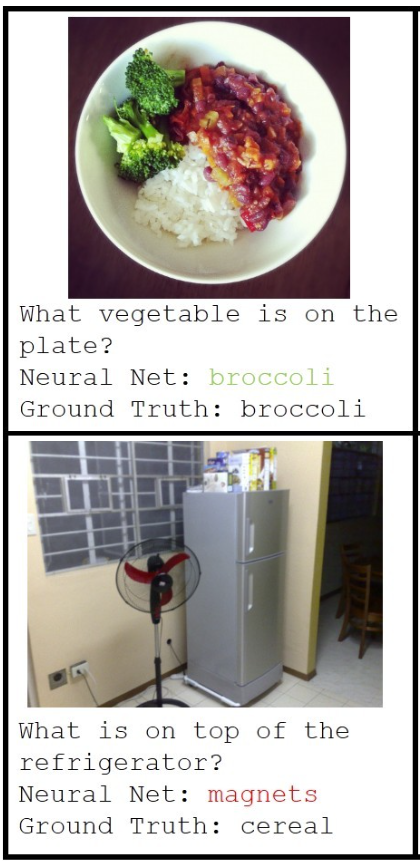 What vegetable is on the
plate?
Neural Net: broccoli
Ground Truth: broccoli
What is on top of the
refrigerator?
Neural Net: magnets
Ground Truth: cereal